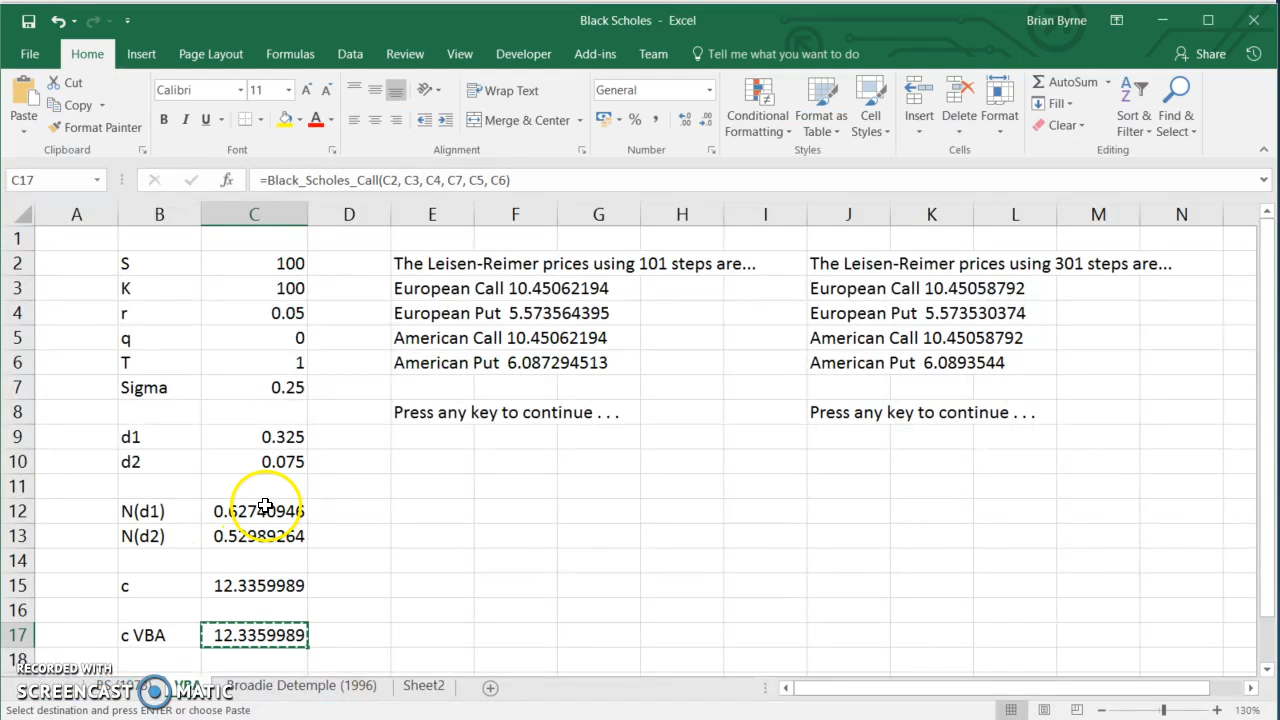 Black Scholes - Excel
Brian Byrne
File Home Insert Page Layout Formulas Data Review View Developer Add-ins Team Tell me what you want to do Share
Paste
Cut
Copy
Format Painter
Clipboard
Calibri 11
B I U
Font
Wrap Text
Merge & Center
Alignment
General
Number
Conditional Formatting
Format as Table
Cell Styles
Styles
Insert Delete Format
Cells
AutoSum
Fill
Clear
Sort & Filter
Find & Select
Editing
C17 fx =Black_Scholes_Call(C2, C3, C4, C7, C5, C6)
A B C D E F G H I J K L M N
1
2 S 100 The Leisen-Reimer prices using 101 steps are... The Leisen-Reimer prices using 301 steps are...
3 K 100 European Call 10.45062194 European Call 10.45058792
4 r 0.05 European Put 5.573564395 European Put 5.573530374
5 q 0 American Call 10.45062194 American Call 10.45058792
6 T 1 American Put 6.087294513 American Put 6.0893544
7 Sigma 0.25
8 Press any key to continue . . . Press any key to continue . . .
9 d1 0.325
10 d2 0.075
11
12 N(d1) 0.62740946
13 N(d2) 0.52989264
14
15 c 12.3359989
16
17 c VBA 12.3359989
18
RECORDED WITH
SCREENCAST MATIC
VBA Broadie Detemple (1996) Sheet2
Select destination and press ENTER or choose Paste
130%